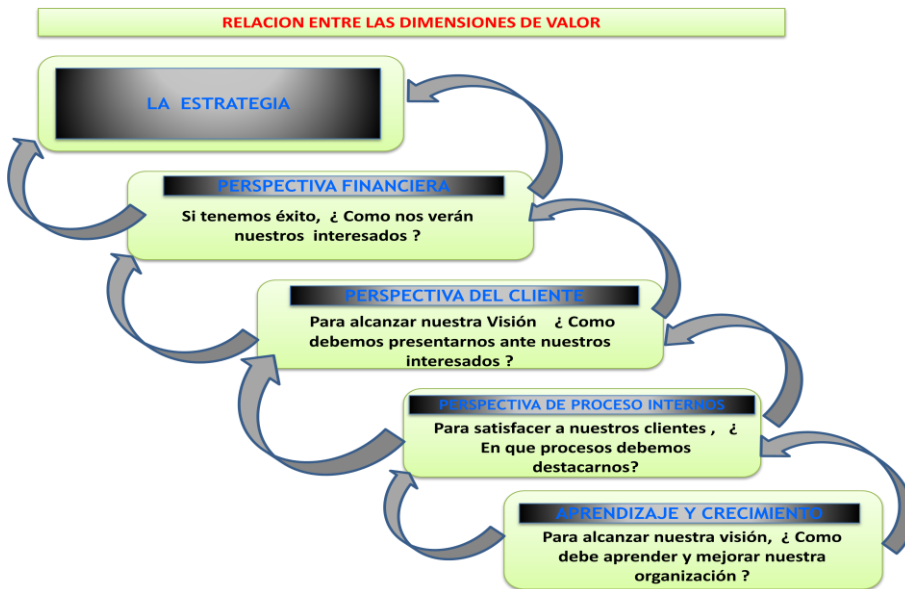 RELACION ENTRE LAS DIMENSIONES DE VALOR
LA ESTRATEGIA
PERSPECTIVA FINANCIERA
Si tenemos éxito, ¿ Como nos verán
nuestros interesados ?
PERSPECTIVA DEL CLIENTE
Para alcanzar nuestra Visión ¿ Como
debemos presentarnos ante nuestros
interesados ?
PERSPECTIVA DE PROCESO INTERNOS
Para satisfacer a nuestros clientes , ¿
En que procesos debemos
destacarnos?
APRENDIZAJE Y CRECIMIENTO
Para alcanzar nuestra visión, ¿ Como
debe aprender y mejorar nuestra
organización ?